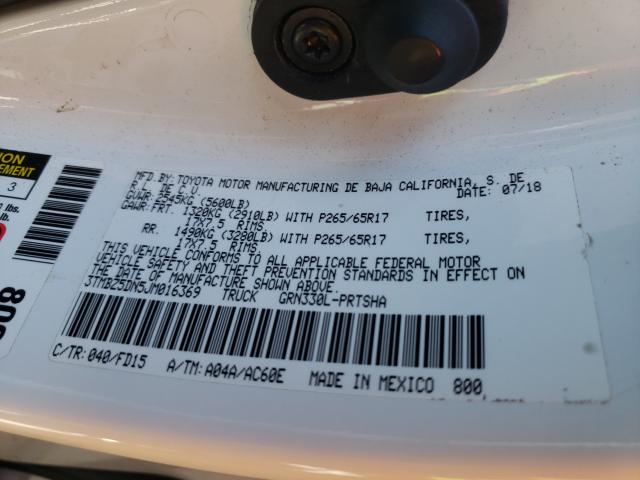 MFD.BY:TOYOTA MOTOR MANUFACTURING DE BAJA CALIFORNIA, S. DE
R.L. DE C.V. DATE: 07/18
GVWR: 2545KG (5600LB)
GAWR:FRT. 1320KG (2910LB) WITH P265/65R17 TIRES,
17X7.5 RIMS.
RR. 1490KG (3280LB) WITH P265/65R17 TIRES,
17X7.5 RIMS.
THIS VEHICLE CONFORMS TO ALL APPLICABLE FEDERAL MOTOR
VEHICLE SAFETY AND THEFT PREVENTION STANDARDS IN EFFECT ON
THE DATE OF MANUFACTURE SHOWN ABOVE.
3TMBZ5DN5JM016369 TRUCK GRN330L-PRTSHA
C/TR: 040/FD15 A/TM: A04A/AC60E MADE IN MEXICO 800
3
lbs.
lb.